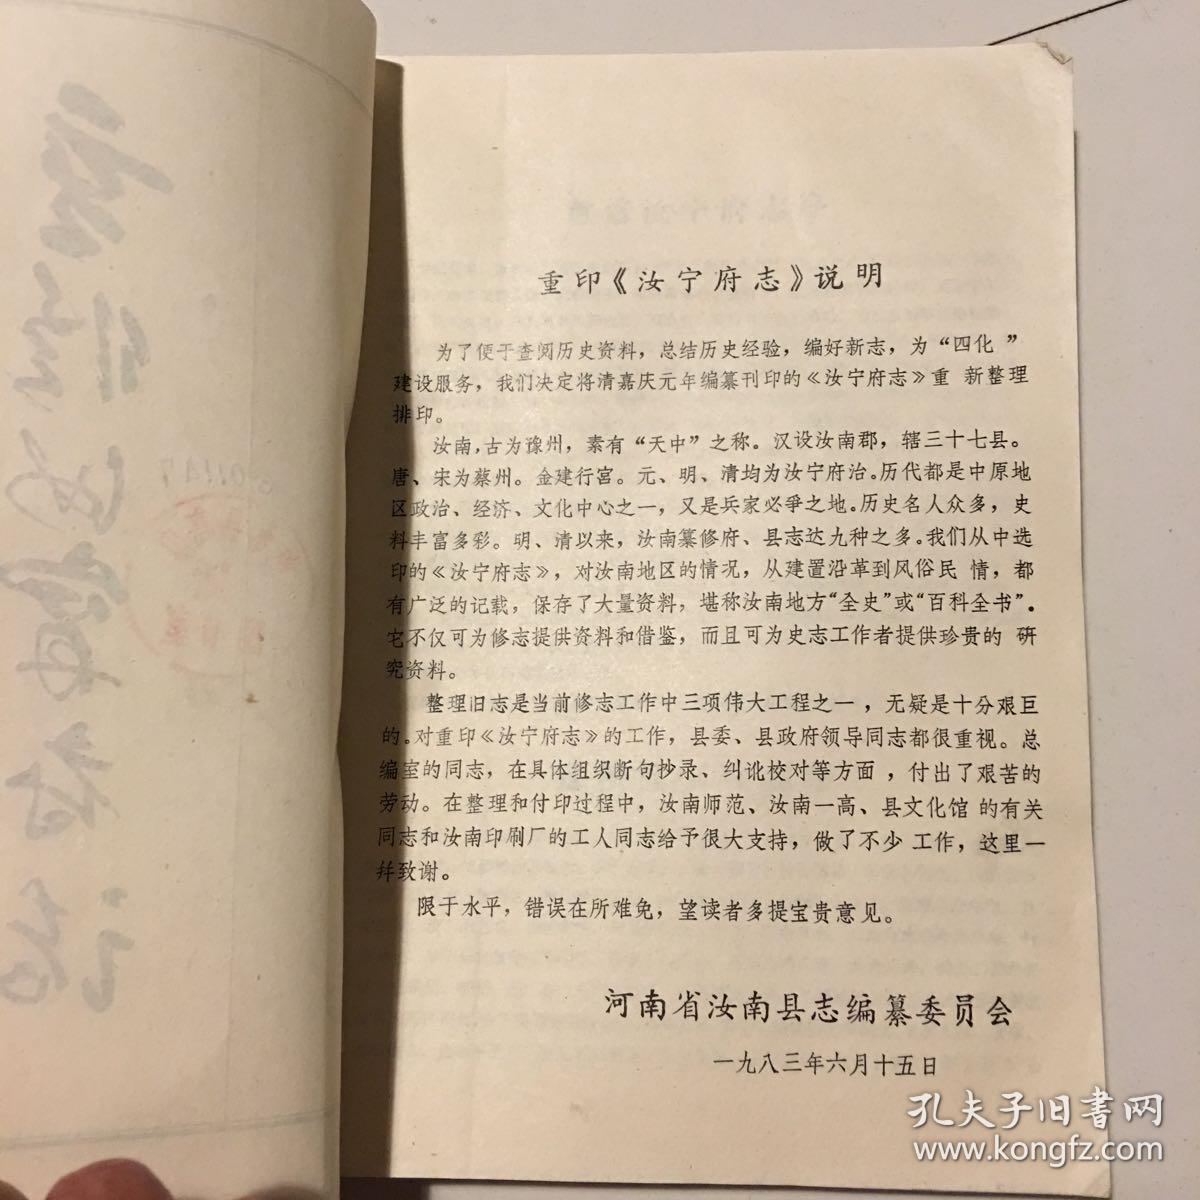 重印《汝宁府志》说明
为了便于查阅历史资料，总结历史经验，编好新志，为“四化”
建设服务，我们决定将清嘉庆元年编纂刊印的《汝宁府志》重新整理
排印。
汝南，古为豫州，素有“天中”之称。汉设汝南郡，辖三十七县。
唐、宋为蔡州。金建行宫。元、明、清均为汝宁府治。历代都是中原地
区政治、经济、文化中心之一，又是兵家必争之地。历史名人众多，史
料丰富多彩。明、清以来，汝南纂修府、县志达九种之多。我们从中选
印的《汝宁府志》，对汝南地区的情况，从建置沿革到风俗民情，都
有广泛的记载，保存了大量资料，堪称汝南地方“全史”或“百科全书”。
它不仅可为修志提供资料和借鉴，而且可为史志工作者提供珍贵的研
究资料。
整理旧志是当前修志工作中三项伟大工程之一，无疑是十分艰巨
的。对重印《汝宁府志》的工作，县委、县政府领导同志都很重视。总
编室的同志，在具体组织断句抄录、纠讹校对等方面，付出了艰苦的
劳动。在整理和付印过程中，汝南师范、汝南一高、县文化馆的有关
同志和汝南印刷厂的工人同志给予很大支持，做了不少工作，这里一
并致谢。
限于水平，错误在所难免，望读者多提宝贵意见。
河南省汝南县志编纂委员会
一九八三年六月十五日
孔夫子旧书网
www.kongfz.com